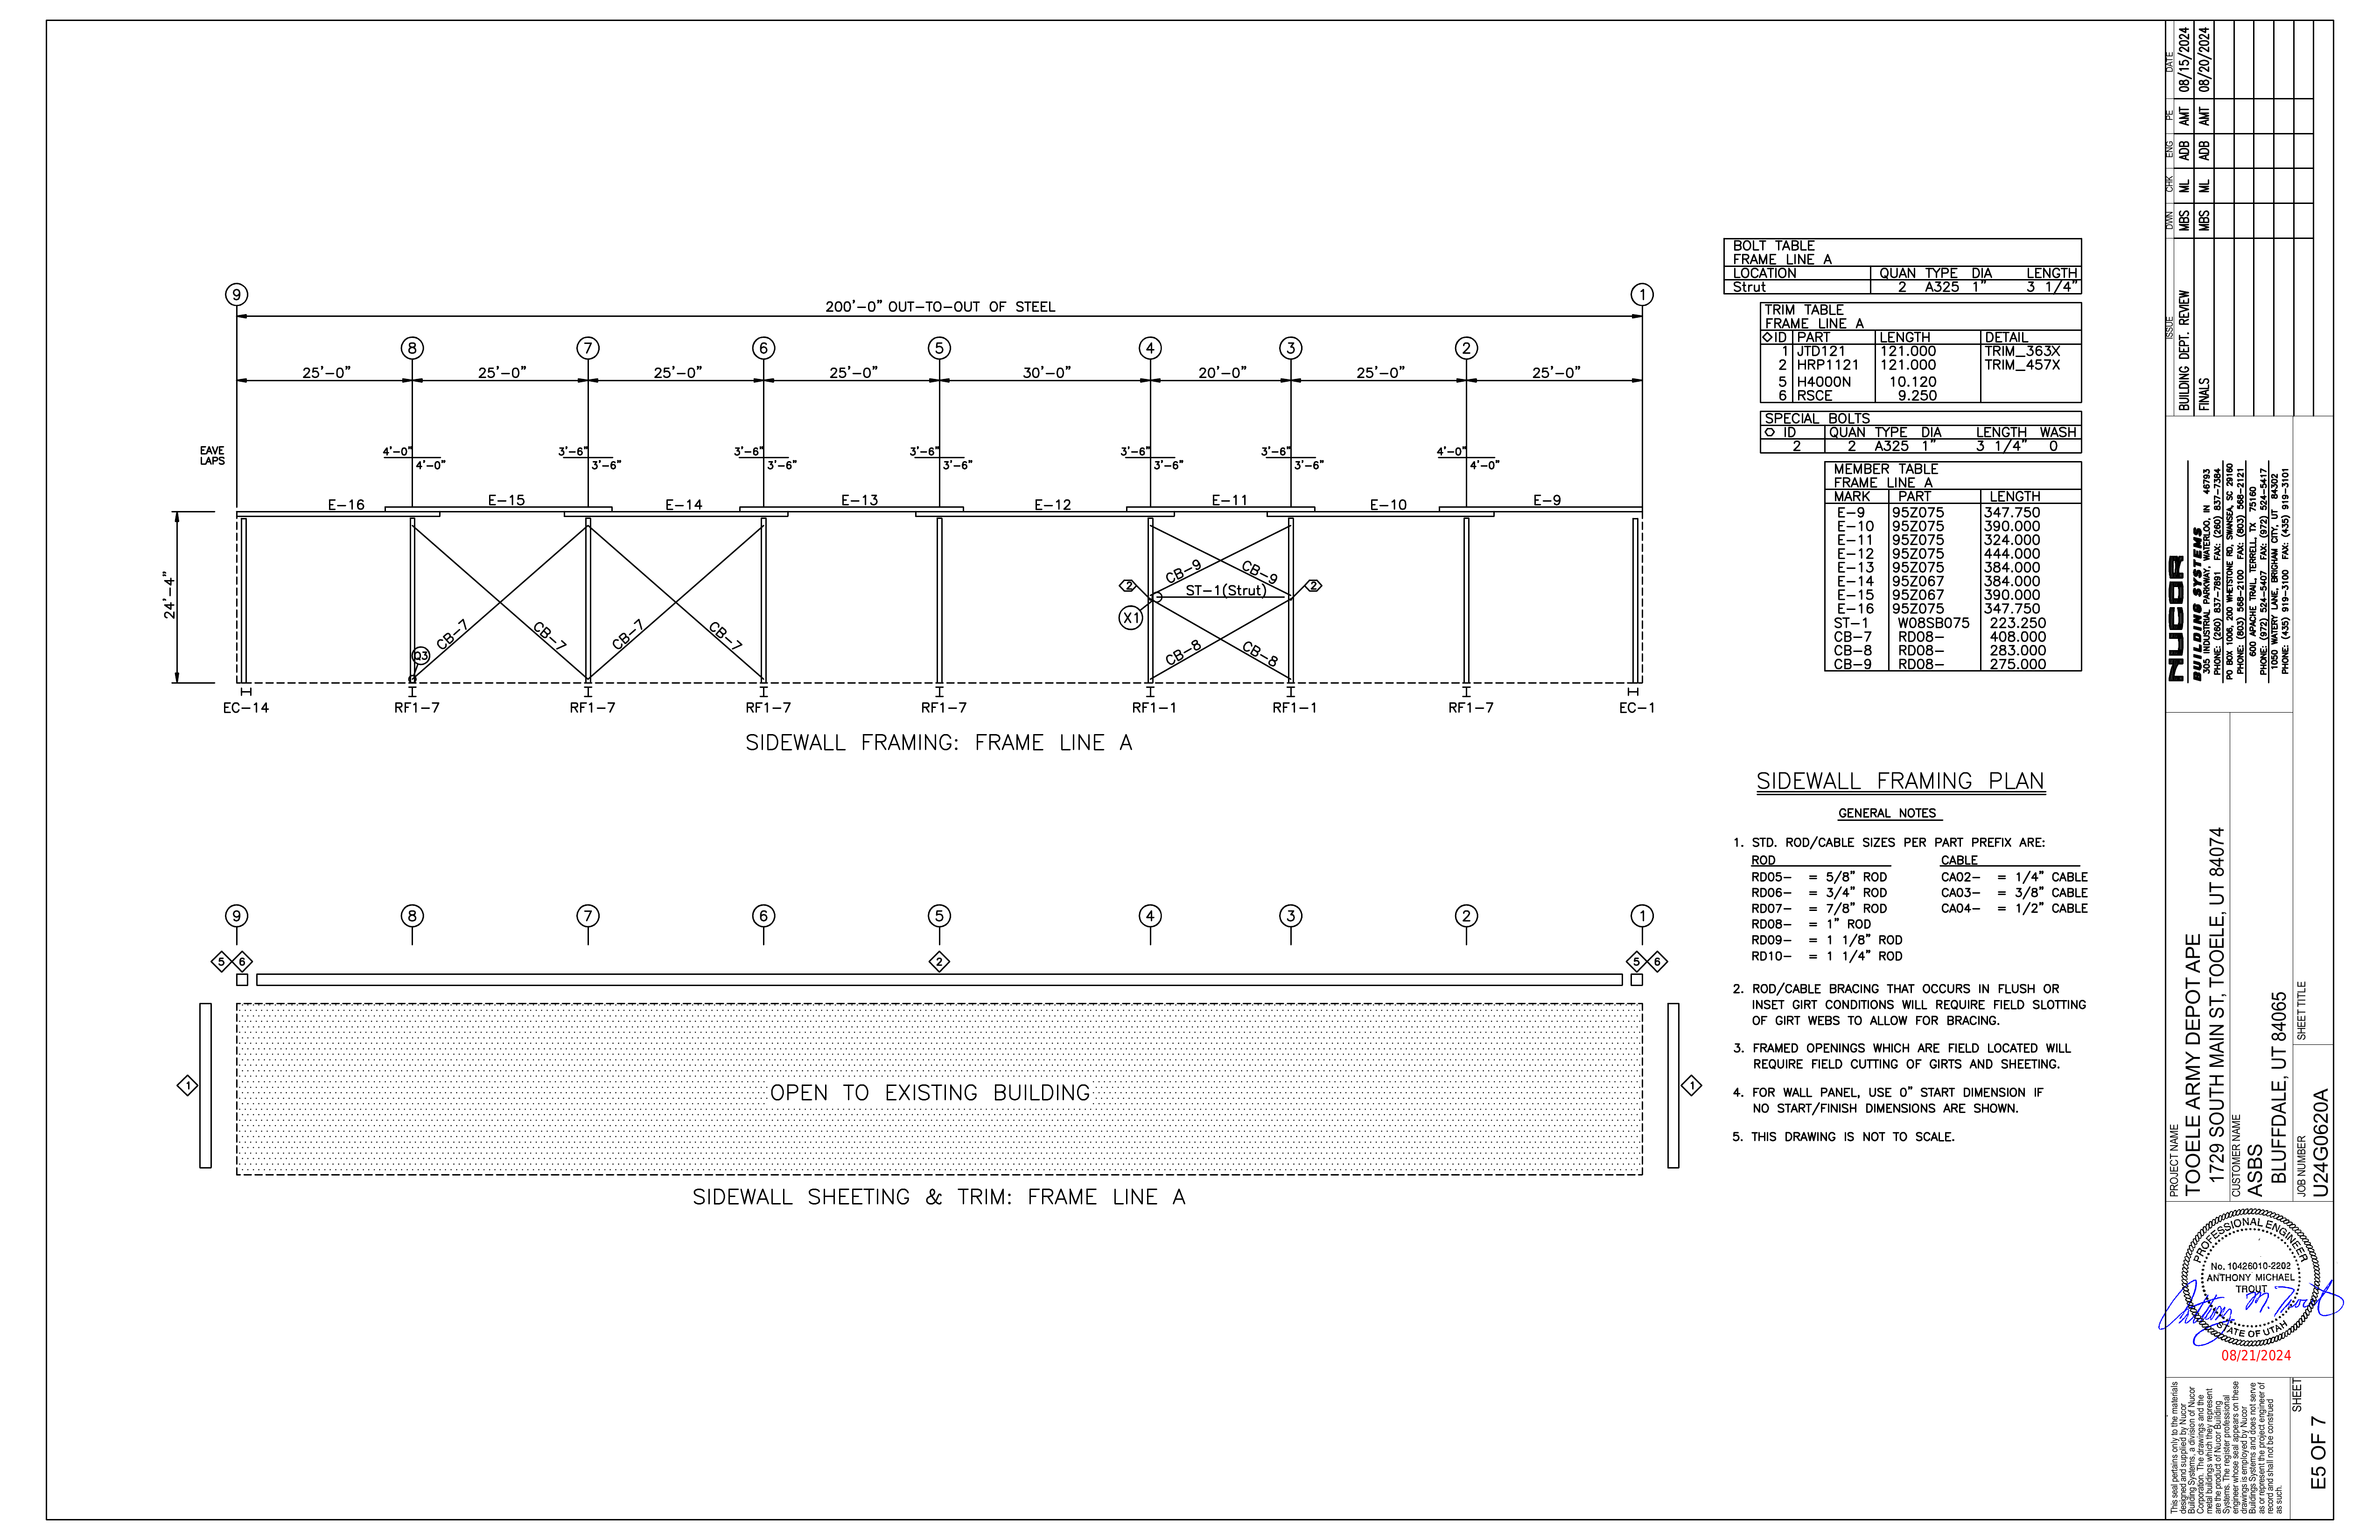 9
1
200'-0" OUT-TO-OUT OF STEEL
8
7
6
5
4
3
2
25'-0"
25'-0"
25'-0"
25'-0"
30'-0"
20'-0"
25'-0"
25'-0"
EAVE
LAPS
4'-0"
4'-0"
3'-6"
3'-6"
3'-6"
3'-6"
3'-6"
3'-6"
3'-6"
3'-6"
3'-6"
3'-6"
4'-0"
4'-0"
E-16
E-15
E-14
E-13
E-12
E-11
E-10
E-9
24'-4"
CB-7
CB-7
CB-7
CB-7
CB-9
CB-9
2
2
ST-1(Strut)
X1
CB-8
CB-8
EC-14
RF1-7
RF1-7
RF1-7
RF1-7
RF1-1
RF1-1
RF1-7
EC-1
SIDEWALL FRAMING: FRAME LINE A
BOLT TABLE
FRAME LINE A
LOCATION QUAN TYPE DIA LENGTH
Strut 2 A325 1" 3 1/4"
TRIM TABLE
FRAME LINE A
ID PART LENGTH DETAIL
1 JTD121 121.000 TRIM_363X
2 HRP1121 121.000 TRIM_457X
5 H4000N 10.120
6 RSCE 9.250
SPECIAL BOLTS
ID QUAN TYPE DIA LENGTH WASH
2 2 A325 1" 3 1/4" 0
MEMBER TABLE
FRAME LINE A
MARK PART LENGTH
E-9 95Z075 347.750
E-10 95Z075 390.000
E-11 95Z075 324.000
E-12 95Z075 444.000
E-13 95Z075 384.000
E-14 95Z067 384.000
E-15 95Z067 390.000
E-16 95Z075 347.750
ST-1 W08SB075 223.250
CB-7 RD08- 408.000
CB-8 RD08- 283.000
CB-9 RD08- 275.000
SIDEWALL FRAMING PLAN
GENERAL NOTES
1. STD. ROD/CABLE SIZES PER PART PREFIX ARE:
ROD CABLE
RD05- = 5/8" ROD CA02- = 1/4" CABLE
RD06- = 3/4" ROD CA03- = 3/8" CABLE
RD07- = 7/8" ROD CA04- = 1/2" CABLE
RD08- = 1" ROD
RD09- = 1 1/8" ROD
RD10- = 1 1/4" ROD
2. ROD/CABLE BRACING THAT OCCURS IN FLUSH OR
INSET GIRT CONDITIONS WILL REQUIRE FIELD SLOTTING
OF GIRT WEBS TO ALLOW FOR BRACING.
3. FRAMED OPENINGS WHICH ARE FIELD LOCATED WILL
REQUIRE FIELD CUTTING OF GIRTS AND SHEETING.
4. FOR WALL PANEL, USE 0" START DIMENSION IF
NO START/FINISH DIMENSIONS ARE SHOWN.
5. THIS DRAWING IS NOT TO SCALE.
9
8
7
6
5
4
3
2
1
5 6
2
5 6
1
1
OPEN TO EXISTING BUILDING
SIDEWALL SHEETING & TRIM: FRAME LINE A
ISSUE DWN CHK ENG PE DATE
BUILDING DEPT. REVIEW MBS ML ADB AMT 08/15/2024
FINALS MBS ML ADB AMT 08/20/2024
NUCOR
BUILDING SYSTEMS
305 INDUSTRIAL PARKWAY, WATERLOO, IN 46793
PHONE: (260) 837-7891 FAX: (260) 837-7384
PO BOX 1006, 200 WHETSTONE RD, SWANSEA, SC 29160
PHONE: (803) 568-2100 FAX: (803) 568-2121
600 APACHE TRAIL, TERRELL, TX 75160
PHONE: (972) 524-5407 FAX: (972) 524-5417
1050 WATERY LANE, BRIGHAM CITY, UT 84302
PHONE: (435) 919-3100 FAX: (435) 919-3101
PROJECT NAME
TOOELE ARMY DEPOT APE
1729 SOUTH MAIN ST, TOOELE, UT 84074
CUSTOMER NAME
ASBS
BLUFFDALE, UT 84065
JOB NUMBER
U24G0620A
SHEET TITLE
PROFESSIONAL ENGINEER
No. 10426010-2202
ANTHONY MICHAEL
TROUT
STATE OF UTAH
08/21/2024
This seal pertains only to the materials
designed and supplied by Nucor
Building Systems, a division of Nucor
Corporation. The drawings and the
metal buildings which they represent
are the product of Nucor Building
Systems. The register professional
engineer whose seal appears on these
drawings is employed by Nucor
Buildings Systems and does not serve
as or represent the project engineer of
record and shall not be construed
as such.
SHEET
E5 OF 7